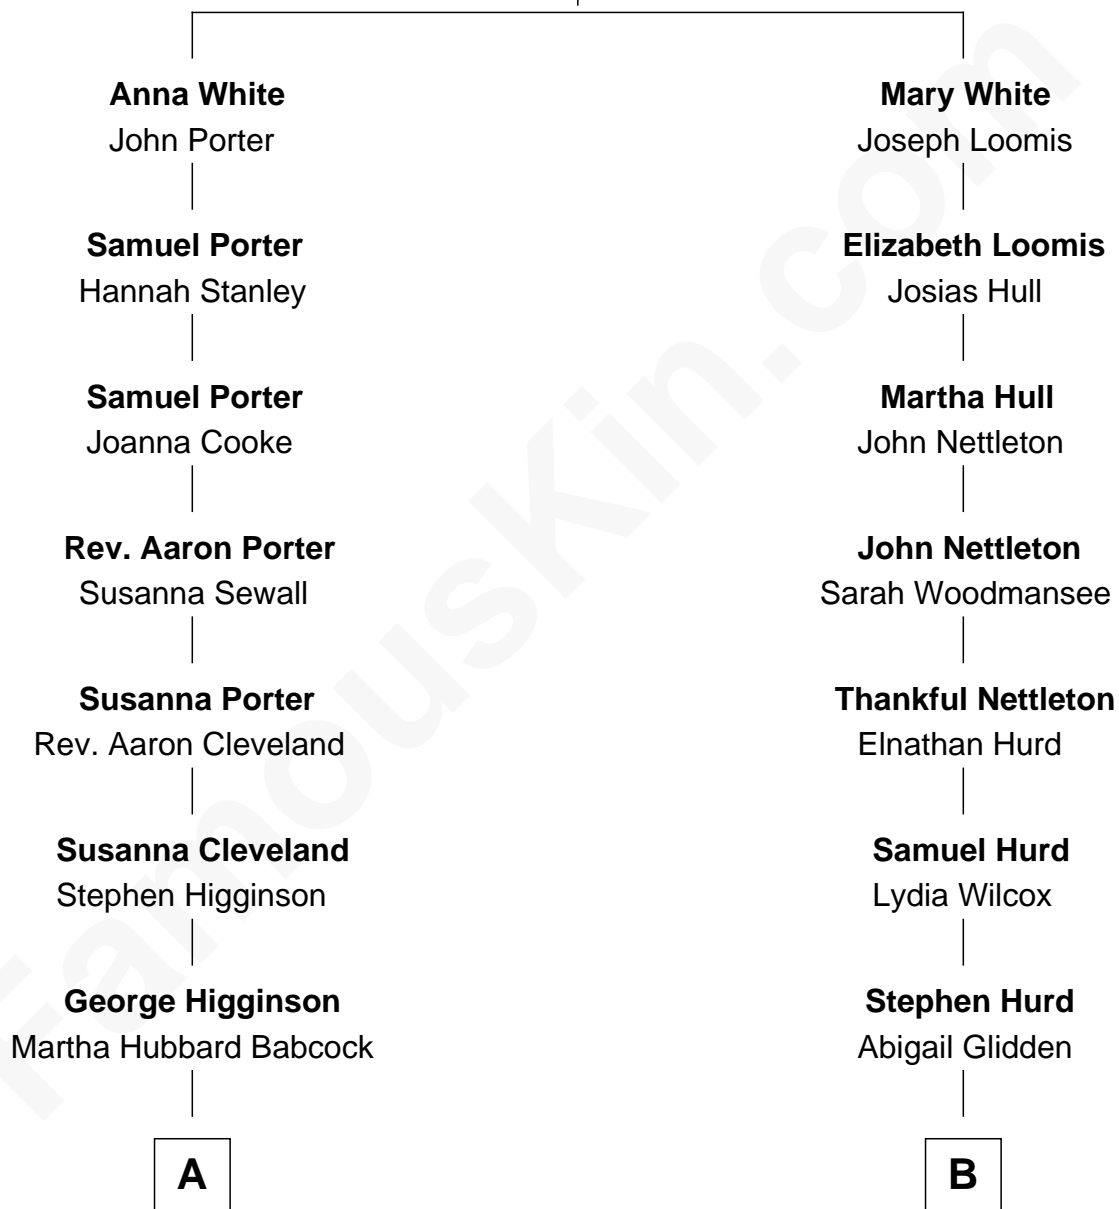 Anna White
John Porter
Samuel Porter
Hannah Stanley
Samuel Porter
Joanna Cooke
Rev. Aaron Porter
Susanna Sewall
Susanna Porter
Rev. Aaron Cleveland
Susanna Cleveland
Stephen Higginson
George Higginson
Martha Hubbard Babcock
A
Mary White
Joseph Loomis
Elizabeth Loomis
Josias Hull
Martha Hull
John Nettleton
John Nettleton
Sarah Woodmansee
Thankful Nettleton
Elnathan Hurd
Samuel Hurd
Lydia Wilcox
Stephen Hurd
Abigail Glidden
B
FamousKin.com